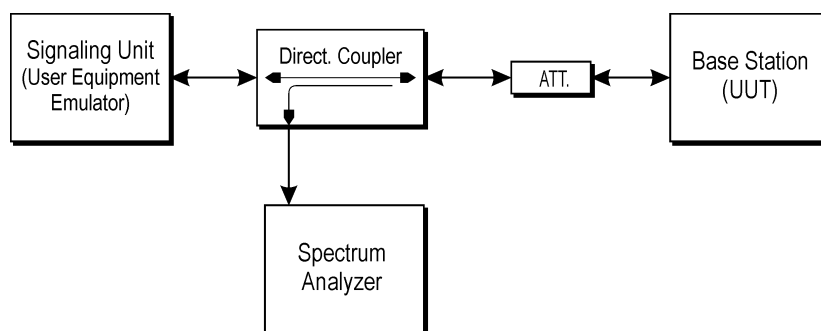 Signaling Unit
(User Equipment
Emulator)
Direct. Coupler
ATT.
Base Station
(UUT)
Spectrum
Analyzer